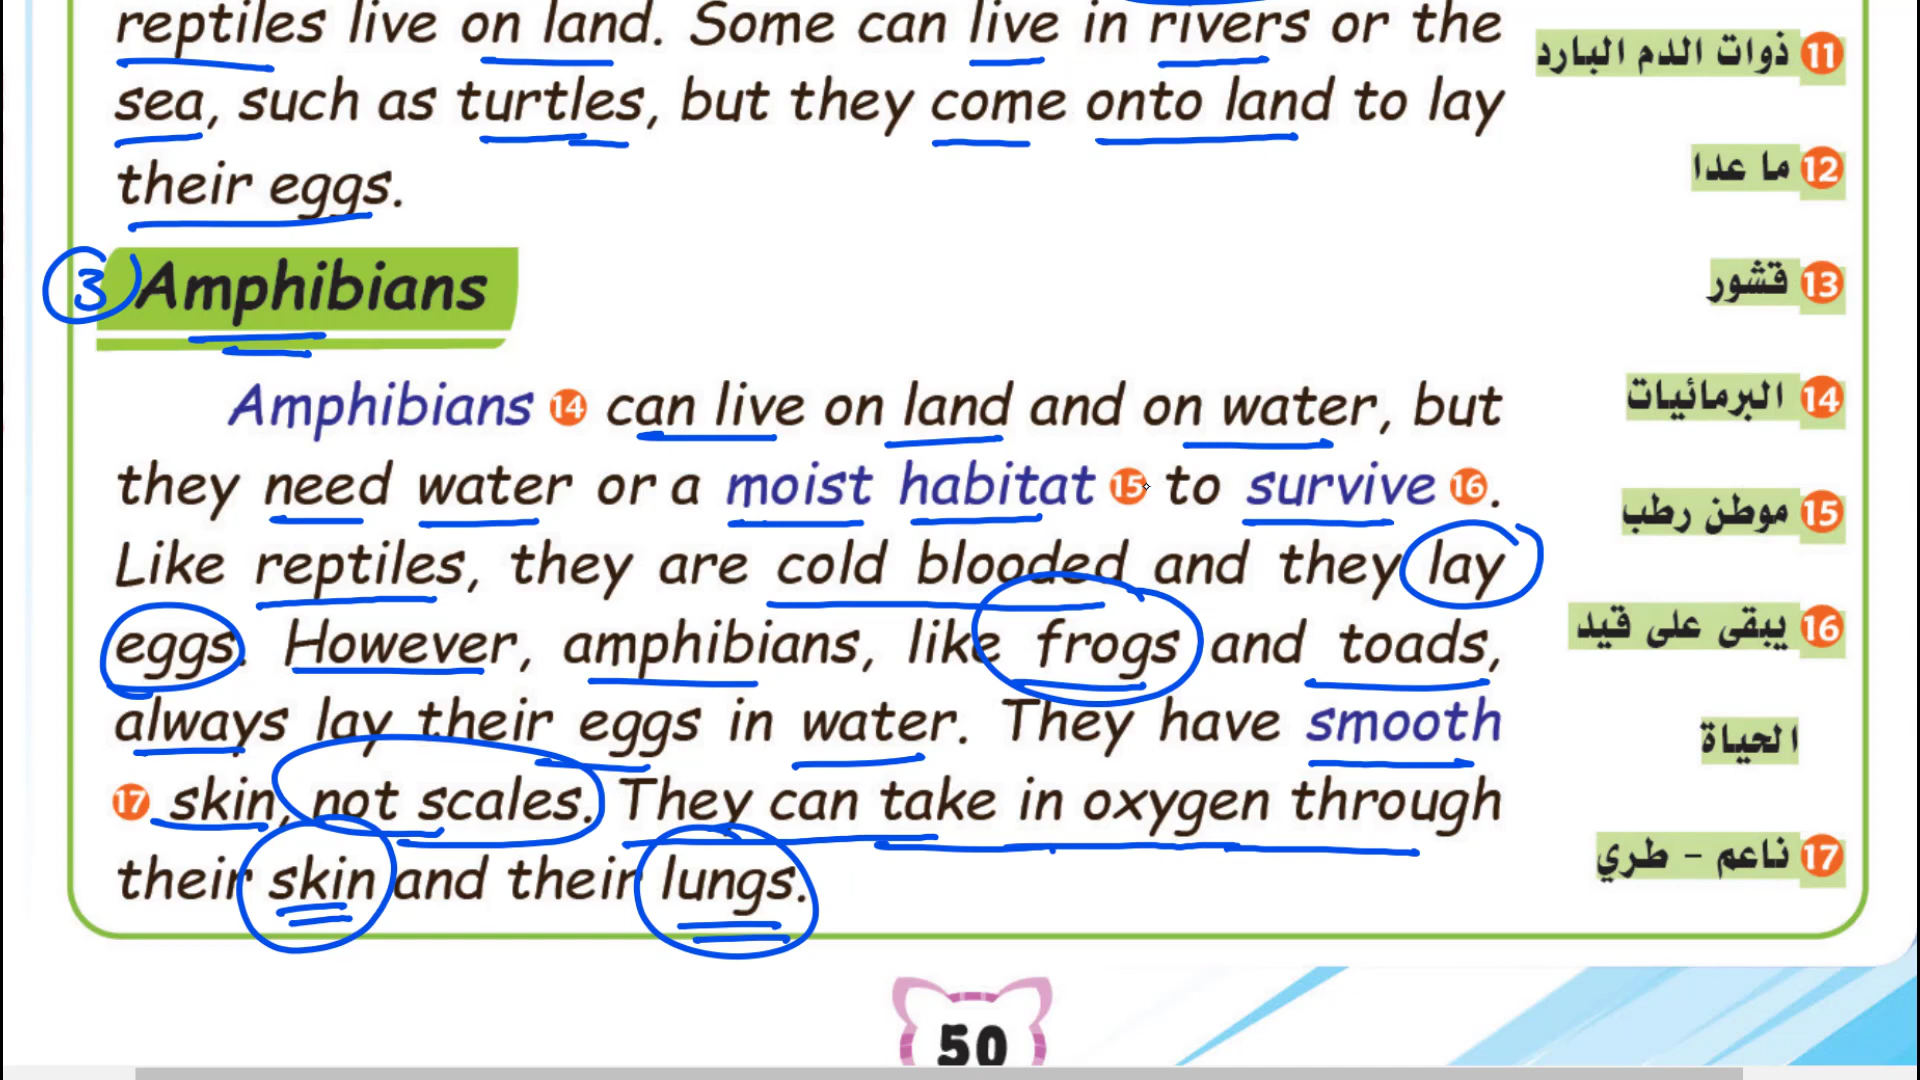 reptiles live on land. Some can live in rivers or the
sea, such as turtles, but they come onto land to lay
their eggs.
3 Amphibians
Amphibians 14 can live on land and on water, but
they need water or a moist habitat 15 to survive 16.
Like reptiles, they are cold blooded and they lay
eggs. However, amphibians, like frogs and toads,
always lay their eggs in water. They have smooth
17 skin, not scales. They can take in oxygen through
their skin and their lungs.
11 ذوات الدم البارد
12 ما عدا
13 قشور
14 البرمائيات
15 موطن رطب
16 يبقى على قيد
الحياة
17 ناعم - طري
50